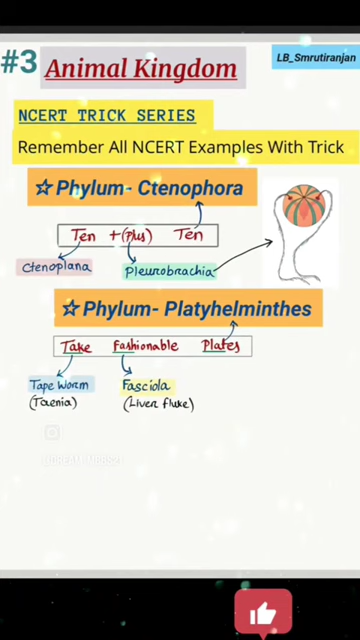 #3
Animal Kingdom
LB_Smrutiranjan
NCERT TRICK SERIES
Remember All NCERT Examples With Trick
☆ Phylum- Ctenophora
Ten + (Plus) Ten
Ctenoplana
Pleurobrachia
☆ Phylum- Platyhelminthes
Take Fashionable Plates
Tape Worm
(Taenia)
Fasciola
(Liver fluke)